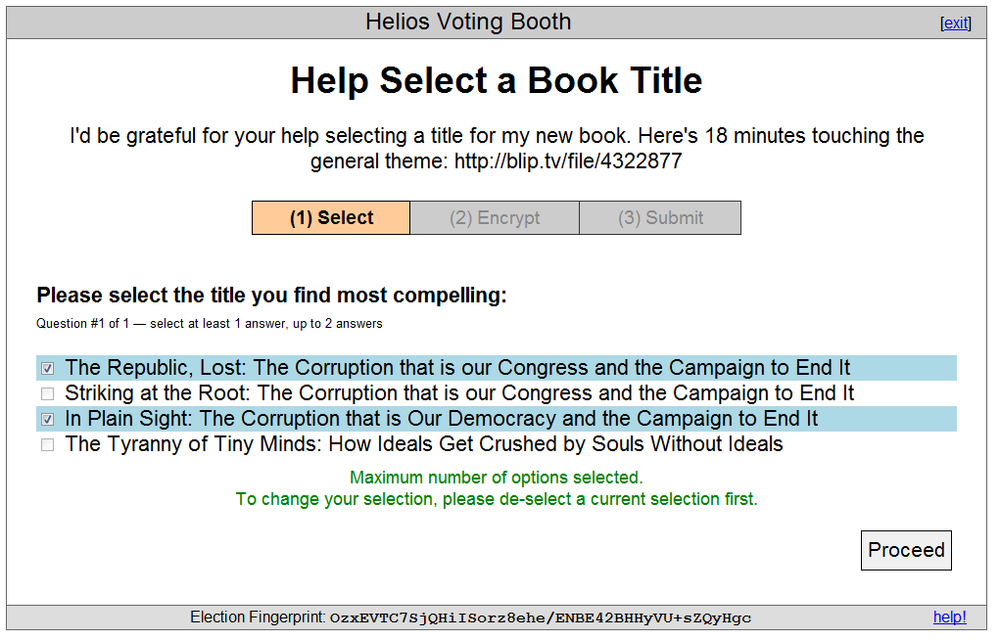 Helios Voting Booth
[exit]
Help Select a Book Title
I'd be grateful for your help selecting a title for my new book. Here's 18 minutes touching the
general theme: http://blip.tv/file/4322877
(1) Select (2) Encrypt (3) Submit
Please select the title you find most compelling:
Question #1 of 1 — select at least 1 answer, up to 2 answers
The Republic, Lost: The Corruption that is our Congress and the Campaign to End It
Striking at the Root: The Corruption that is our Congress and the Campaign to End It
In Plain Sight: The Corruption that is Our Democracy and the Campaign to End It
The Tyranny of Tiny Minds: How Ideals Get Crushed by Souls Without Ideals
Maximum number of options selected.
To change your selection, please de-select a current selection first.
Proceed
Election Fingerprint: OzxEVTC7SjQHiISorz8ehe/ENBE42BHHyVU+sZQyHgc
help!